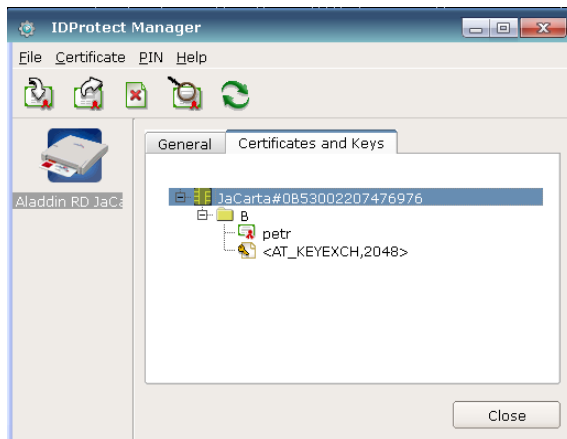 IDProtect Manager
File Certificate PIN Help
General Certificates and Keys
Aladdin RD JaCa
JaCarta#0B53002207476976
B
petr
<AT_KEYEXCH,2048>
Close